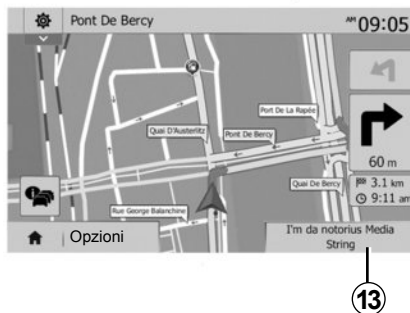 Pont De Bercy
AM 09:05
Port De La Rapée
Quai D'Austerlitz
Pont De Bercy
60 m
Quai De Bercy
3.1 km
9:11 am
Rue George Balanchine
Opzioni
I'm da notorius Media
String
13